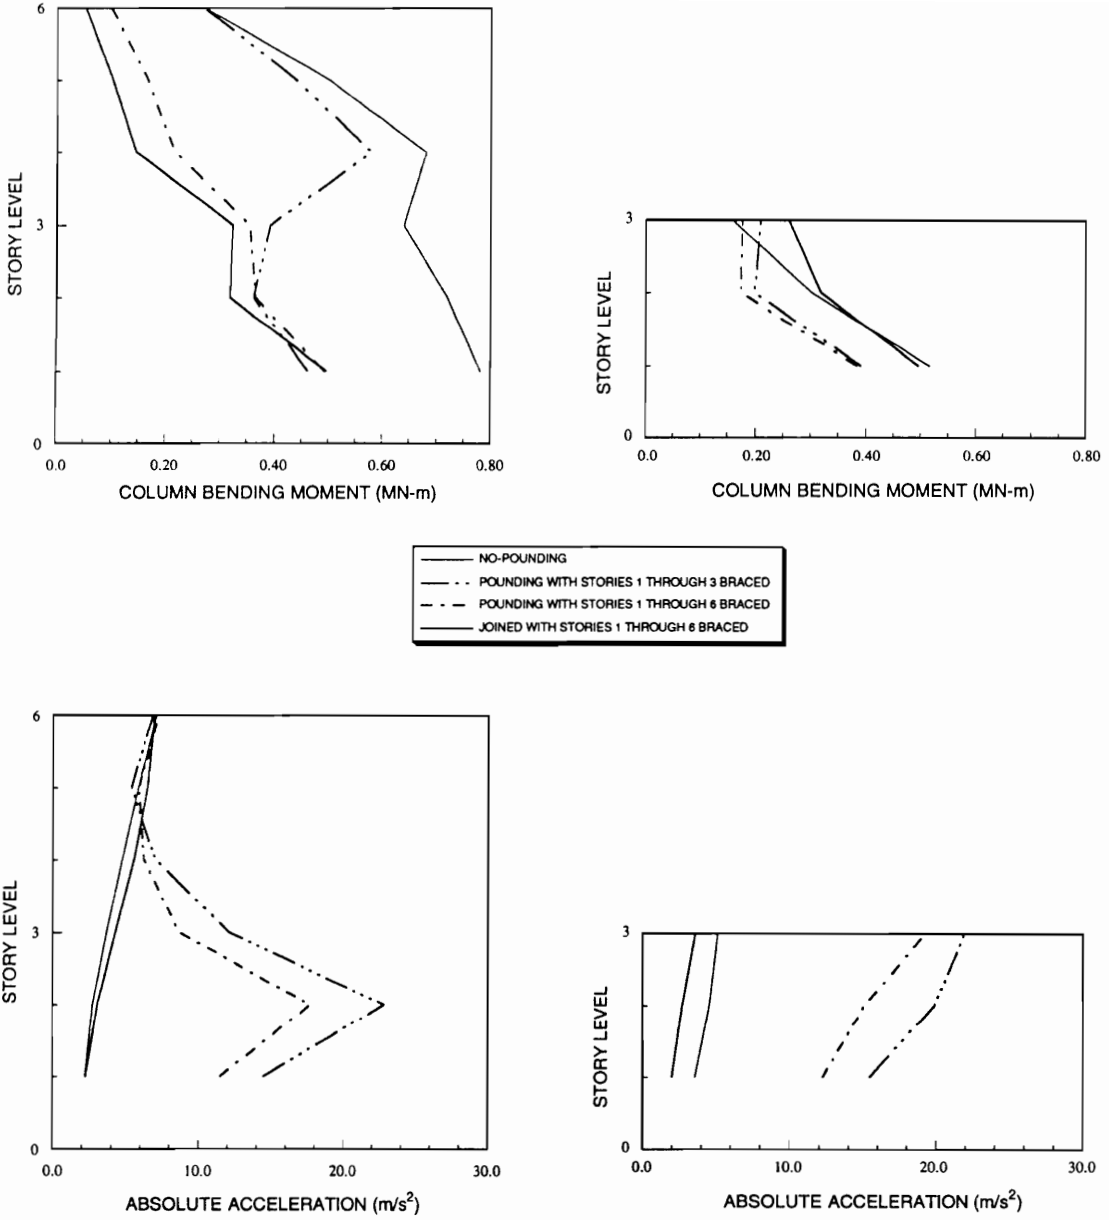 6
3
0
STORY LEVEL
0.0 0.20 0.40 0.60 0.80
COLUMN BENDING MOMENT (MN-m)
3
0
STORY LEVEL
0.0 0.20 0.40 0.60 0.80
COLUMN BENDING MOMENT (MN-m)
NO-POUNDING
POUNDING WITH STORIES 1 THROUGH 3 BRACED
POUNDING WITH STORIES 1 THROUGH 6 BRACED
JOINED WITH STORIES 1 THROUGH 6 BRACED
6
3
0
STORY LEVEL
0.0 10.0 20.0 30.0
ABSOLUTE ACCELERATION (m/s²)
3
0
STORY LEVEL
0.0 10.0 20.0 30.0
ABSOLUTE ACCELERATION (m/s²)